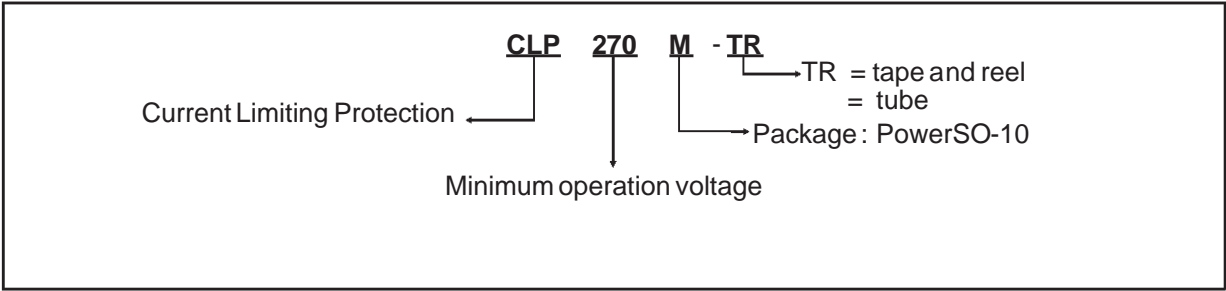 CLP 270 M - TR
TR = tape and reel
= tube
Current Limiting Protection
Package : PowerSO-10
Minimum operation voltage